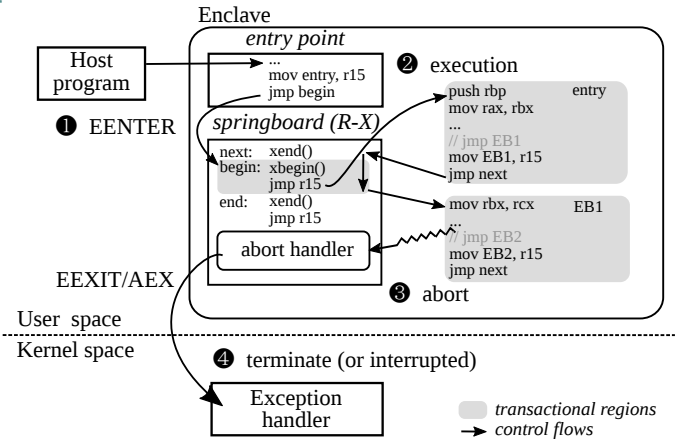 Enclave
entry point
Host
program
...
mov entry, r15
jmp begin
❶ EENTER
❷ execution
push rbp entry
mov rax, rbx
...
// jmp EB1
mov EB1, r15
jmp next
springboard (R-X)
next: xend()
begin: xbegin()
jmp r15
end: xend()
jmp r15
mov rbx, rcx EB1
...
// jmp EB2
mov EB2, r15
jmp next
abort handler
❸ abort
EEXIT/AEX
User space
Kernel space
❹ terminate (or interrupted)
Exception
handler
transactional regions
control flows